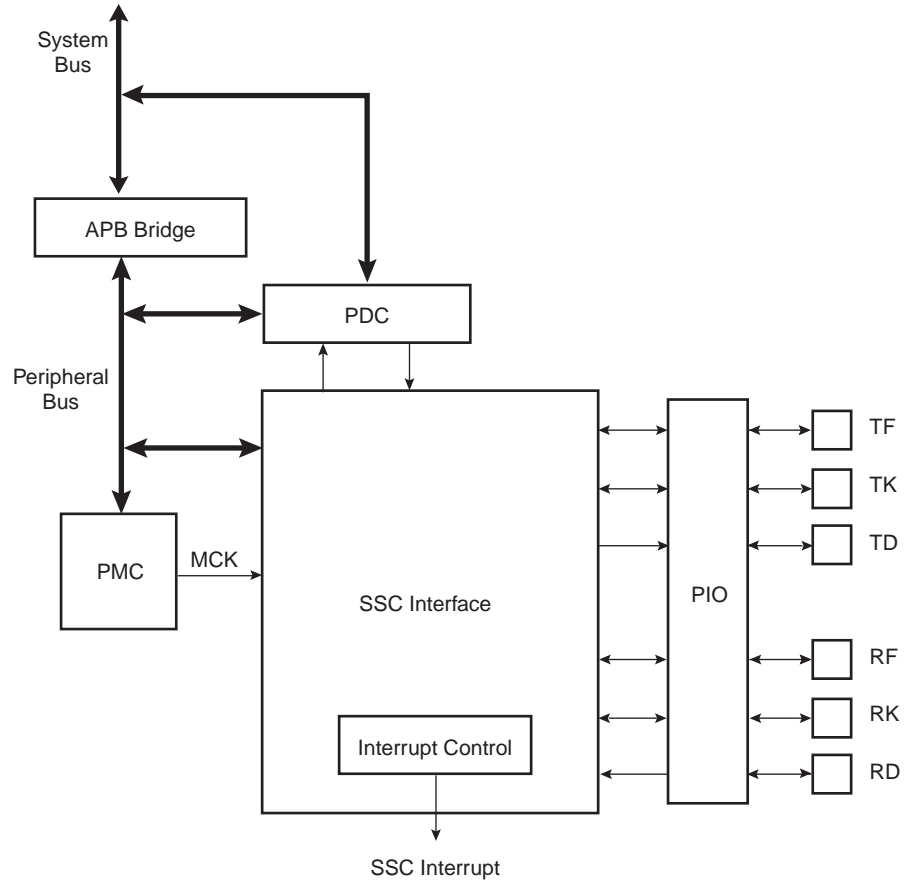 System
Bus
APB Bridge
PDC
Peripheral
Bus
PMC
MCK
SSC Interface
Interrupt Control
SSC Interrupt
PIO
TF
TK
TD
RF
RK
RD